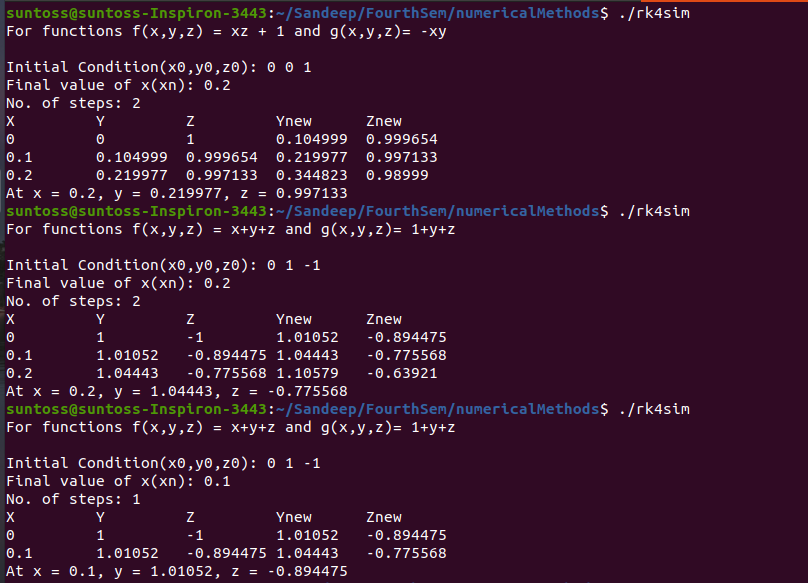 suntoss@suntoss-Inspiron-3443:~/Sandeep/FourthSem/numericalMethods$ ./rk4sim
For functions f(x,y,z) = xz + 1 and g(x,y,z)= -xy
Initial Condition(x0,y0,z0): 0 0 1
Final value of x(xn): 0.2
No. of steps: 2
X Y Z Ynew Znew
0 0 1 0.104999 0.999654
0.1 0.104999 0.999654 0.219977 0.997133
0.2 0.219977 0.997133 0.344823 0.98999
At x = 0.2, y = 0.219977, z = 0.997133
suntoss@suntoss-Inspiron-3443:~/Sandeep/FourthSem/numericalMethods$ ./rk4sim
For functions f(x,y,z) = x+y+z and g(x,y,z)= 1+y+z
Initial Condition(x0,y0,z0): 0 1 -1
Final value of x(xn): 0.2
No. of steps: 2
X Y Z Ynew Znew
0 1 -1 1.01052 -0.894475
0.1 1.01052 -0.894475 1.04443 -0.775568
0.2 1.04443 -0.775568 1.10579 -0.63921
At x = 0.2, y = 1.04443, z = -0.775568
suntoss@suntoss-Inspiron-3443:~/Sandeep/FourthSem/numericalMethods$ ./rk4sim
For functions f(x,y,z) = x+y+z and g(x,y,z)= 1+y+z
Initial Condition(x0,y0,z0): 0 1 -1
Final value of x(xn): 0.1
No. of steps: 1
X Y Z Ynew Znew
0 1 -1 1.01052 -0.894475
0.1 1.01052 -0.894475 1.04443 -0.775568
At x = 0.1, y = 1.01052, z = -0.894475